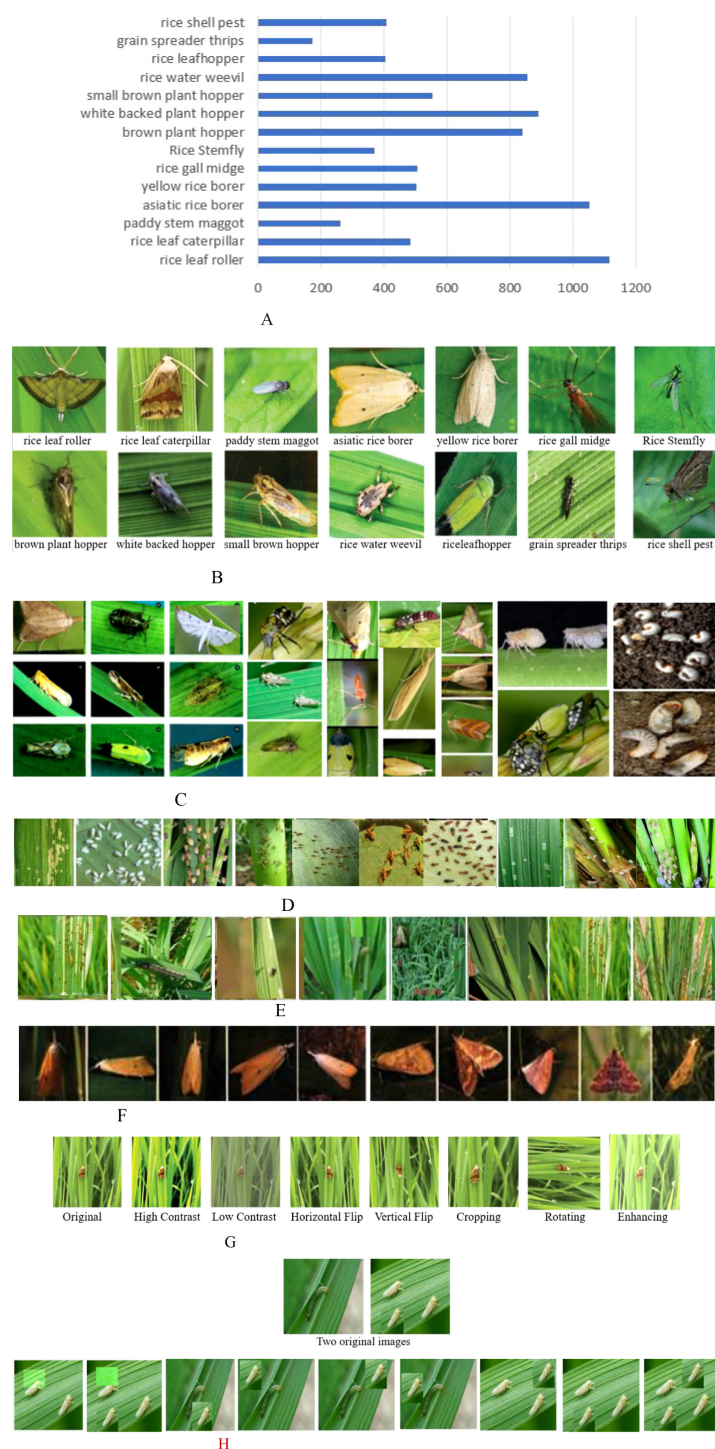 rice shell pest
grain spreader thrips
rice leafhopper
rice water weevil
small brown plant hopper
white backed plant hopper
brown plant hopper
Rice Stemfly
rice gall midge
yellow rice borer
asiatic rice borer
paddy stem maggot
rice leaf caterpillar
rice leaf roller
0 200 400 600 800 1000 1200
A
rice leaf roller rice leaf caterpillar paddy stem maggot asiatic rice borer yellow rice borer rice gall midge Rice Stemfly
brown plant hopper white backed hopper small brown hopper rice water weevil riceleafhopper grain spreader thrips rice shell pest
B
C
D
E
F
Original High Contrast Low Contrast Horizontal Flip Vertical Flip Cropping Rotating Enhancing
G
Two original images
H